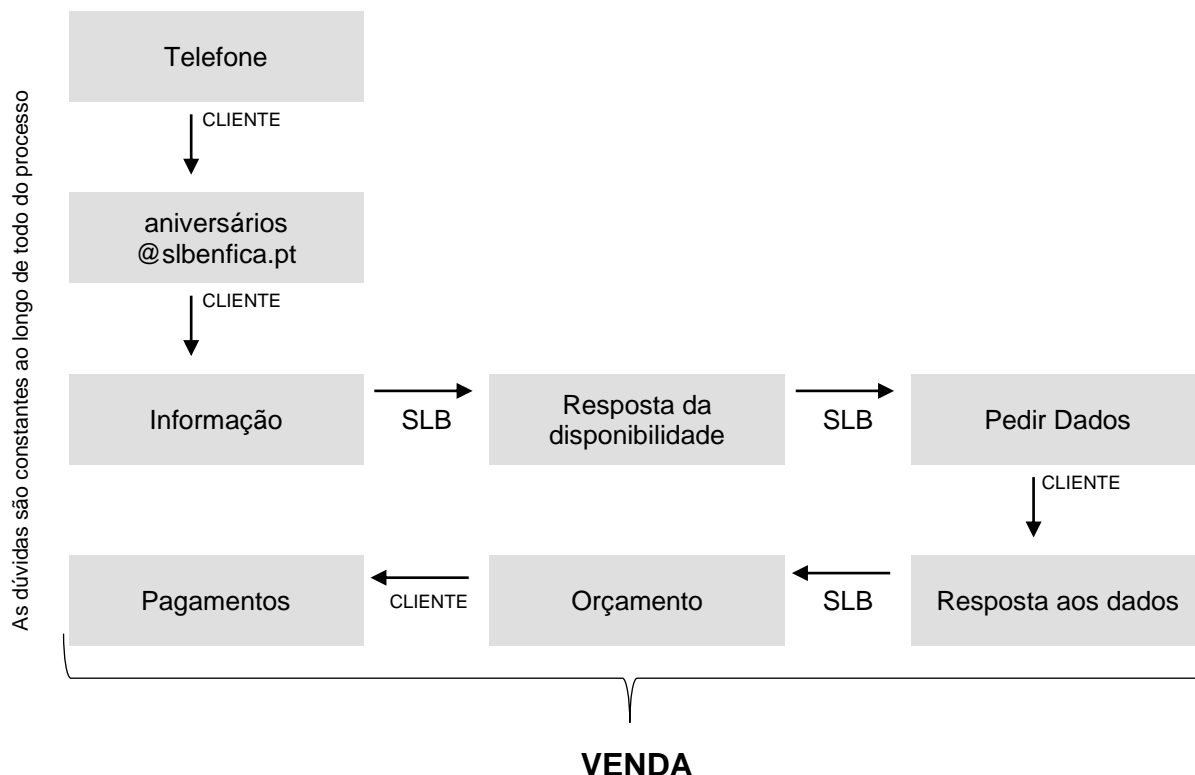 As dúvidas são constantes ao longo de todo do processo
Telefone
CLIENTE
aniversários
@slbenfica.pt
CLIENTE
Informação
SLB
Resposta da
disponibilidade
SLB
Pedir Dados
CLIENTE
Pagamentos
CLIENTE
Orçamento
SLB
Resposta aos dados
VENDA